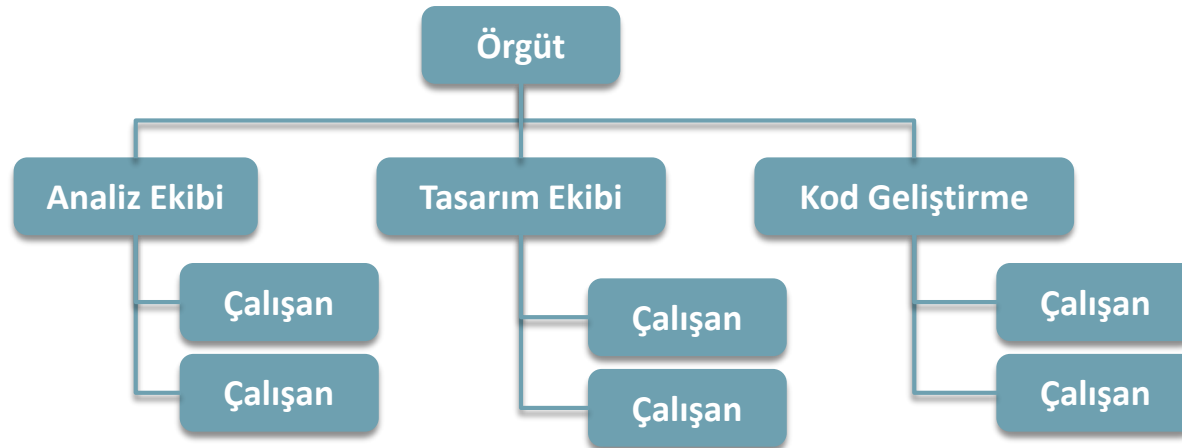 Örgüt
Analiz Ekibi
Tasarım Ekibi
Kod Geliştirme
Çalışan
Çalışan
Çalışan
Çalışan
Çalışan
Çalışan